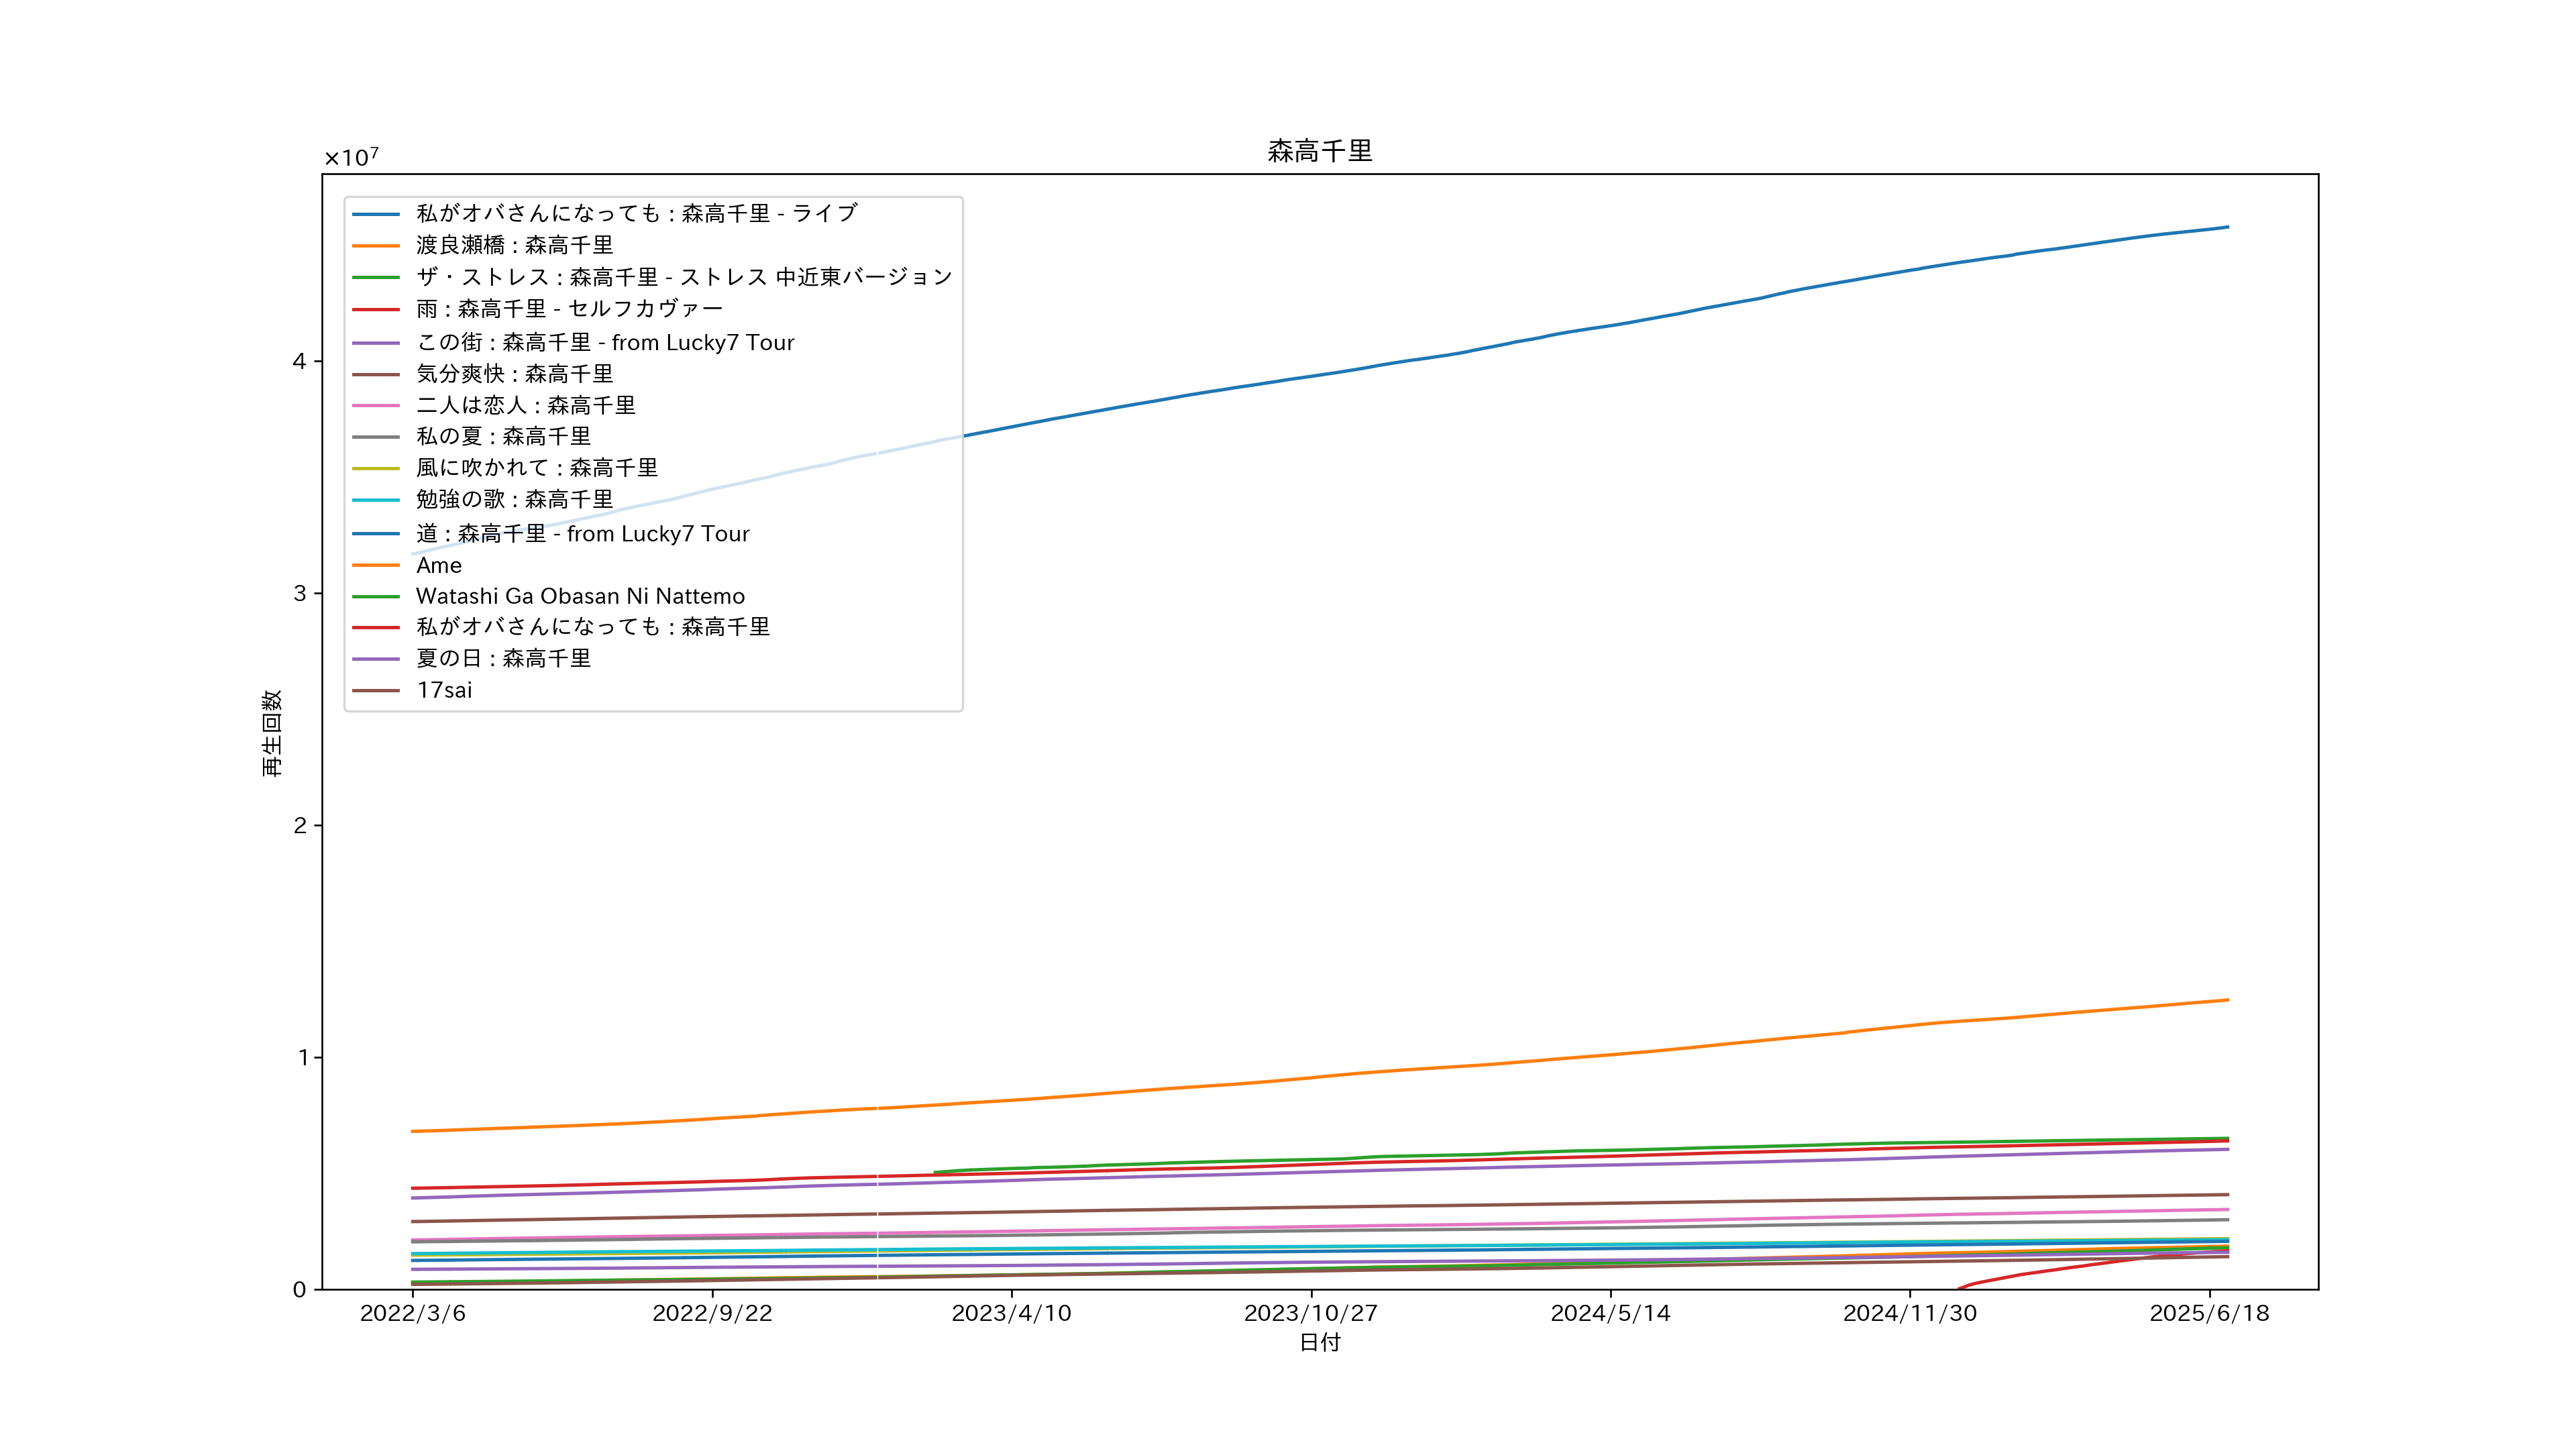 森高千里
×10⁷
私がオバさんになっても : 森高千里 - ライブ
渡良瀬橋 : 森高千里
ザ・ストレス : 森高千里 - ストレス 中近東バージョン
雨 : 森高千里 - セルフカヴァー
この街 : 森高千里 - from Lucky7 Tour
気分爽快 : 森高千里
二人は恋人 : 森高千里
私の夏 : 森高千里
風に吹かれて : 森高千里
勉強の歌 : 森高千里
道 : 森高千里 - from Lucky7 Tour
Ame
Watashi Ga Obasan Ni Nattemo
私がオバさんになっても : 森高千里
夏の日 : 森高千里
17sai
4
3
2
1
0
再生回数
2022/3/6 2022/9/22 2023/4/10 2023/10/27 2024/5/14 2024/11/30 2025/6/18
日付